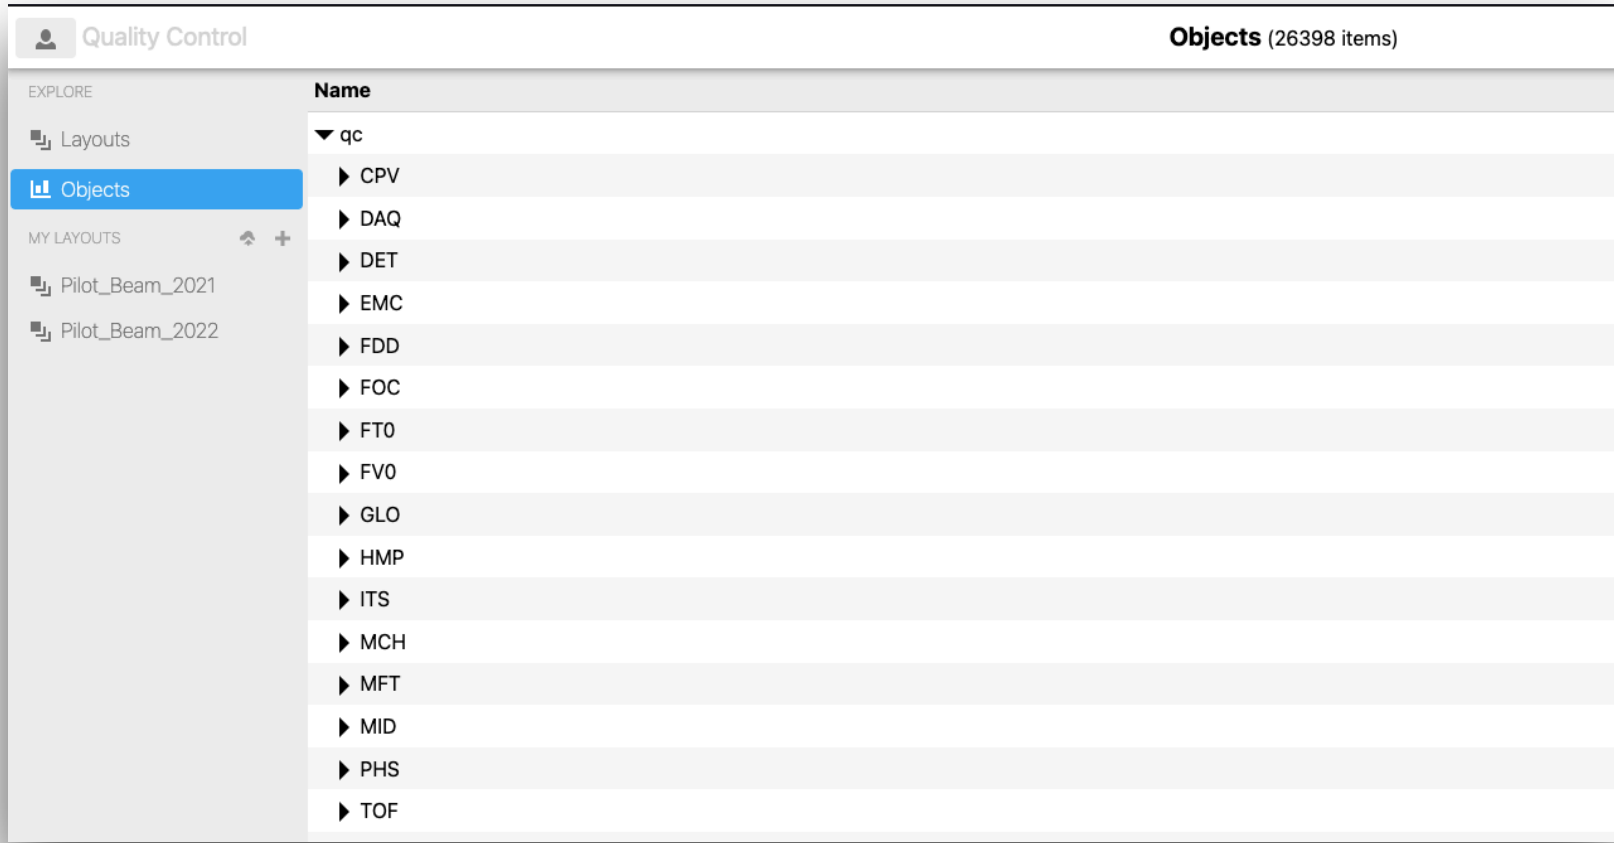 Quality Control
Objects (26398 items)
EXPLORE
Layouts
Objects
MY LAYOUTS
Pilot_Beam_2021
Pilot_Beam_2022
Name
qc
CPV
DAQ
DET
EMC
FDD
FOC
FT0
FV0
GLO
HMP
ITS
MCH
MFT
MID
PHS
TOF